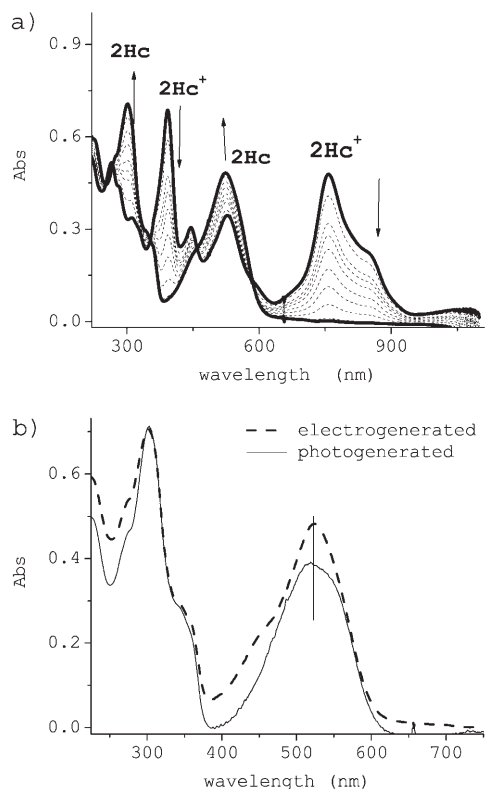 a)
0.9
2Hc
2Hc+
0.6
2Hc
2Hc+
Abs
0.3
0.0
300 600 900
wavelength (nm)
b)
electrogenerated
photogenerated
0.6
0.4
Abs
0.2
0.0
300 400 500 600 700
wavelength (nm)